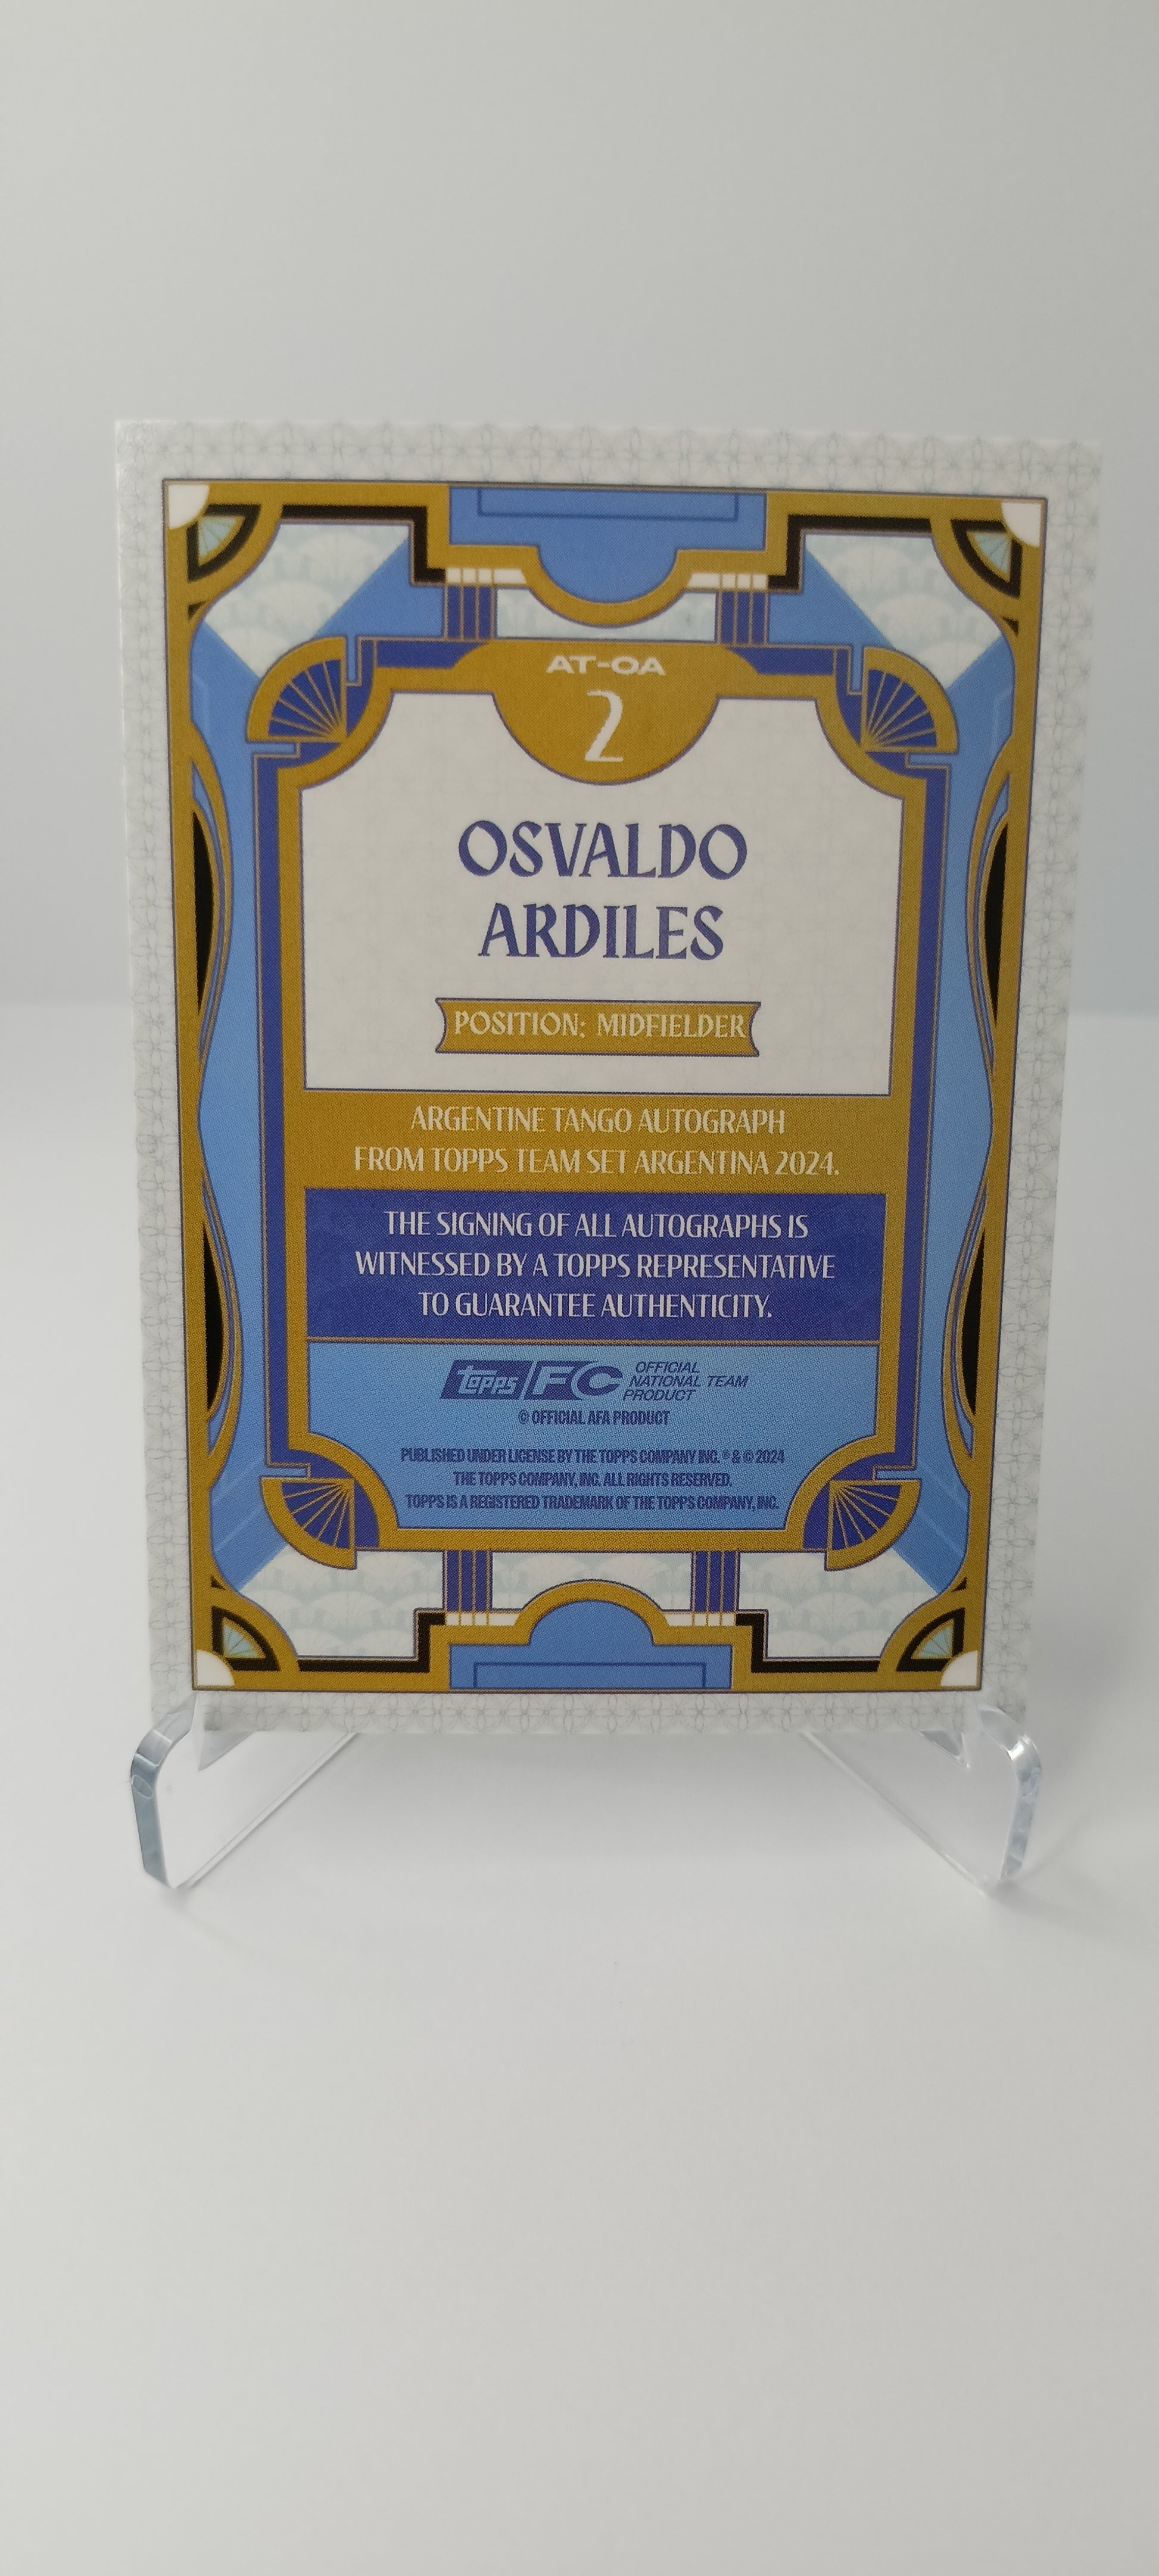 AT-OA
2
OSVALDO
ARDILES
POSITION: MIDFIELDER
ARGENTINE TANGO AUTOGRAPH
FROM TOPPS TEAM SET ARGENTINA 2024.
THE SIGNING OF ALL AUTOGRAPHS IS
WITNESSED BY A TOPPS REPRESENTATIVE
TO GUARANTEE AUTHENTICITY.
topps FC OFFICIAL
NATIONAL TEAM
PRODUCT
© OFFICIAL AFA PRODUCT
PUBLISHED UNDER LICENSE BY THE TOPPS COMPANY INC. ® & © 2024
THE TOPPS COMPANY, INC. ALL RIGHTS RESERVED.
TOPPS IS A REGISTERED TRADEMARK OF THE TOPPS COMPANY, INC.